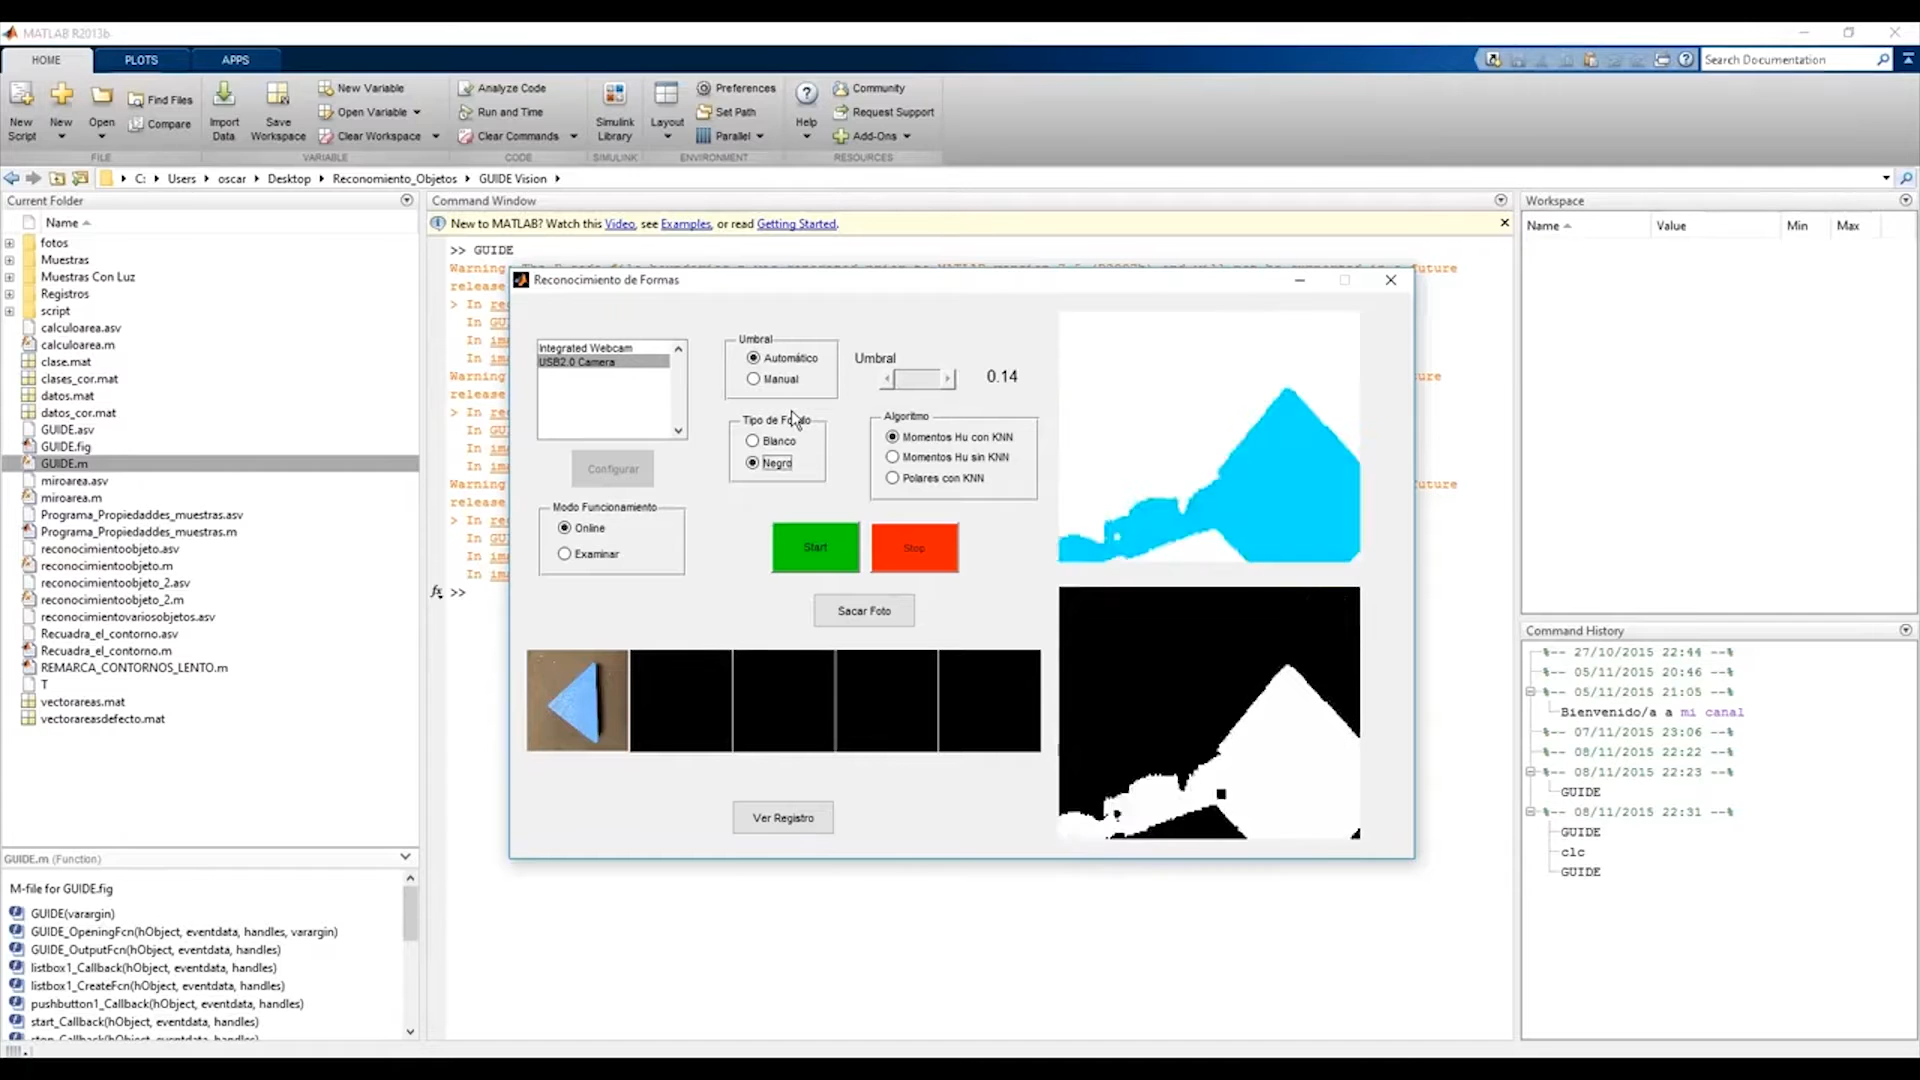 MATLAB R2013b
HOME PLOTS APPS
Search Documentation
New Script
New
Open
Find Files
Compare
Import Data
Save Workspace
New Variable
Open Variable
Clear Workspace
Analyze Code
Run and Time
Clear Commands
Simulink Library
Layout
Preferences
Set Path
Parallel
Help
Community
Request Support
Add-Ons
FILE VARIABLE CODE SIMULINK ENVIRONMENT RESOURCES
C: Users oscar Desktop Reconomiento_Objetos GUIDE Vision
Current Folder
Name
fotos
Muestras
Muestras Con Luz
Registros
script
calculoarea.asv
calculoarea.m
clase.mat
clases_cor.mat
datos.mat
datos_cor.mat
GUIDE.asv
GUIDE.fig
GUIDE.m
miroarea.asv
miroarea.m
Programa_Propiedaddes_muestras.asv
Programa_Propiedaddes_muestras.m
reconocimientoobjeto.asv
reconocimientoobjeto.m
reconocimientoobjeto_2.asv
reconocimientoobjeto_2.m
reconocimientovariosobjetos.asv
Recuadra_el_contorno.asv
Recuadra_el_contorno.m
REMARCA_CONTORNOS_LENTO.m
T
vectorareas.mat
vectorareasdefecto.mat
GUIDE.m (Function)
M-file for GUIDE.fig
GUIDE(varargin)
GUIDE_OpeningFcn(hObject, eventdata, handles, varargin)
GUIDE_OutputFcn(hObject, eventdata, handles)
listbox1_Callback(hObject, eventdata, handles)
listbox1_CreateFcn(hObject, eventdata, handles)
pushbutton1_Callback(hObject, eventdata, handles)
start_Callback(hObject, eventdata, handles)
Command Window
New to MATLAB? Watch this Video, see Examples, or read Getting Started.
>> GUIDE
fx >>
Reconocimiento de Formas
Integrated Webcam
USB2.0 Camera
Configurar
Umbral
Automático
Manual
Umbral
0.14
Tipo de
Blanco
Negro
Algoritmo
Momentos Hu con KNN
Momentos Hu sin KNN
Polares con KNN
Modo Funcionamiento
Online
Examinar
Start
Stop
Sacar Foto
Ver Registro
Workspace
Name Value Min Max
Command History
%-- 27/10/2015 22:44 --%
%-- 05/11/2015 20:46 --%
%-- 05/11/2015 21:05 --%
Bienvenido/a a mi canal
%-- 07/11/2015 23:06 --%
%-- 08/11/2015 22:22 --%
%-- 08/11/2015 22:23 --%
GUIDE
%-- 08/11/2015 22:31 --%
GUIDE
clc
GUIDE